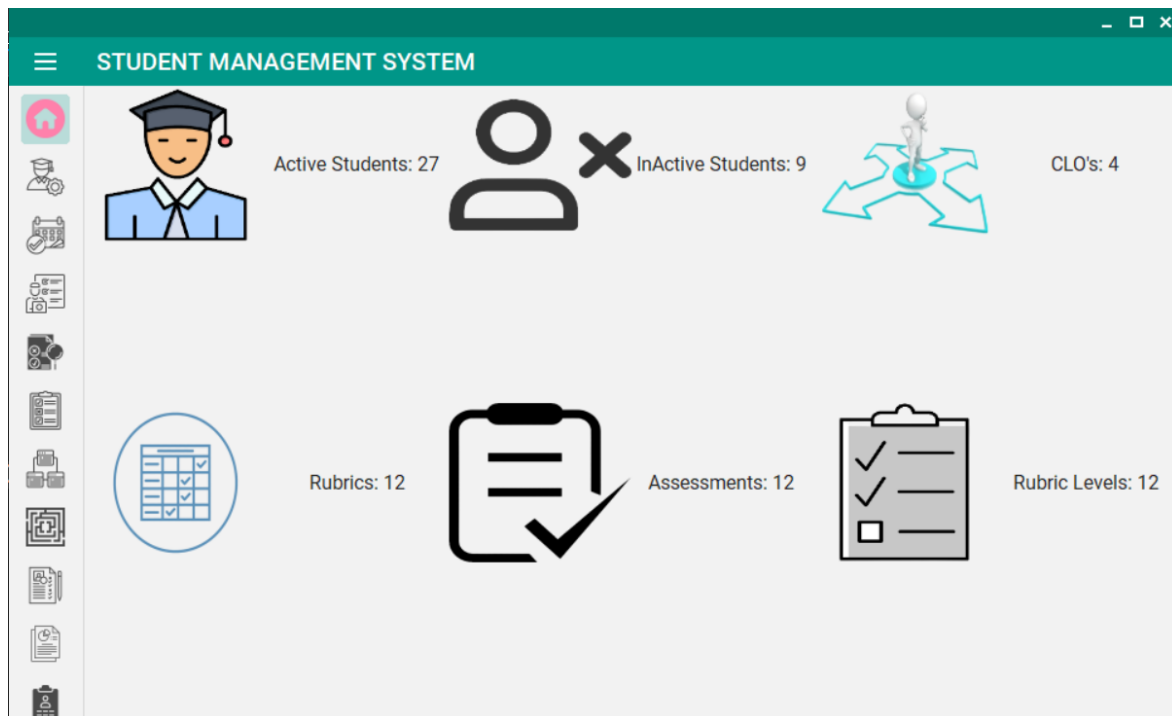 STUDENT MANAGEMENT SYSTEM
Active Students: 27
InActive Students: 9
CLO's: 4
Rubrics: 12
Assessments: 12
Rubric Levels: 12